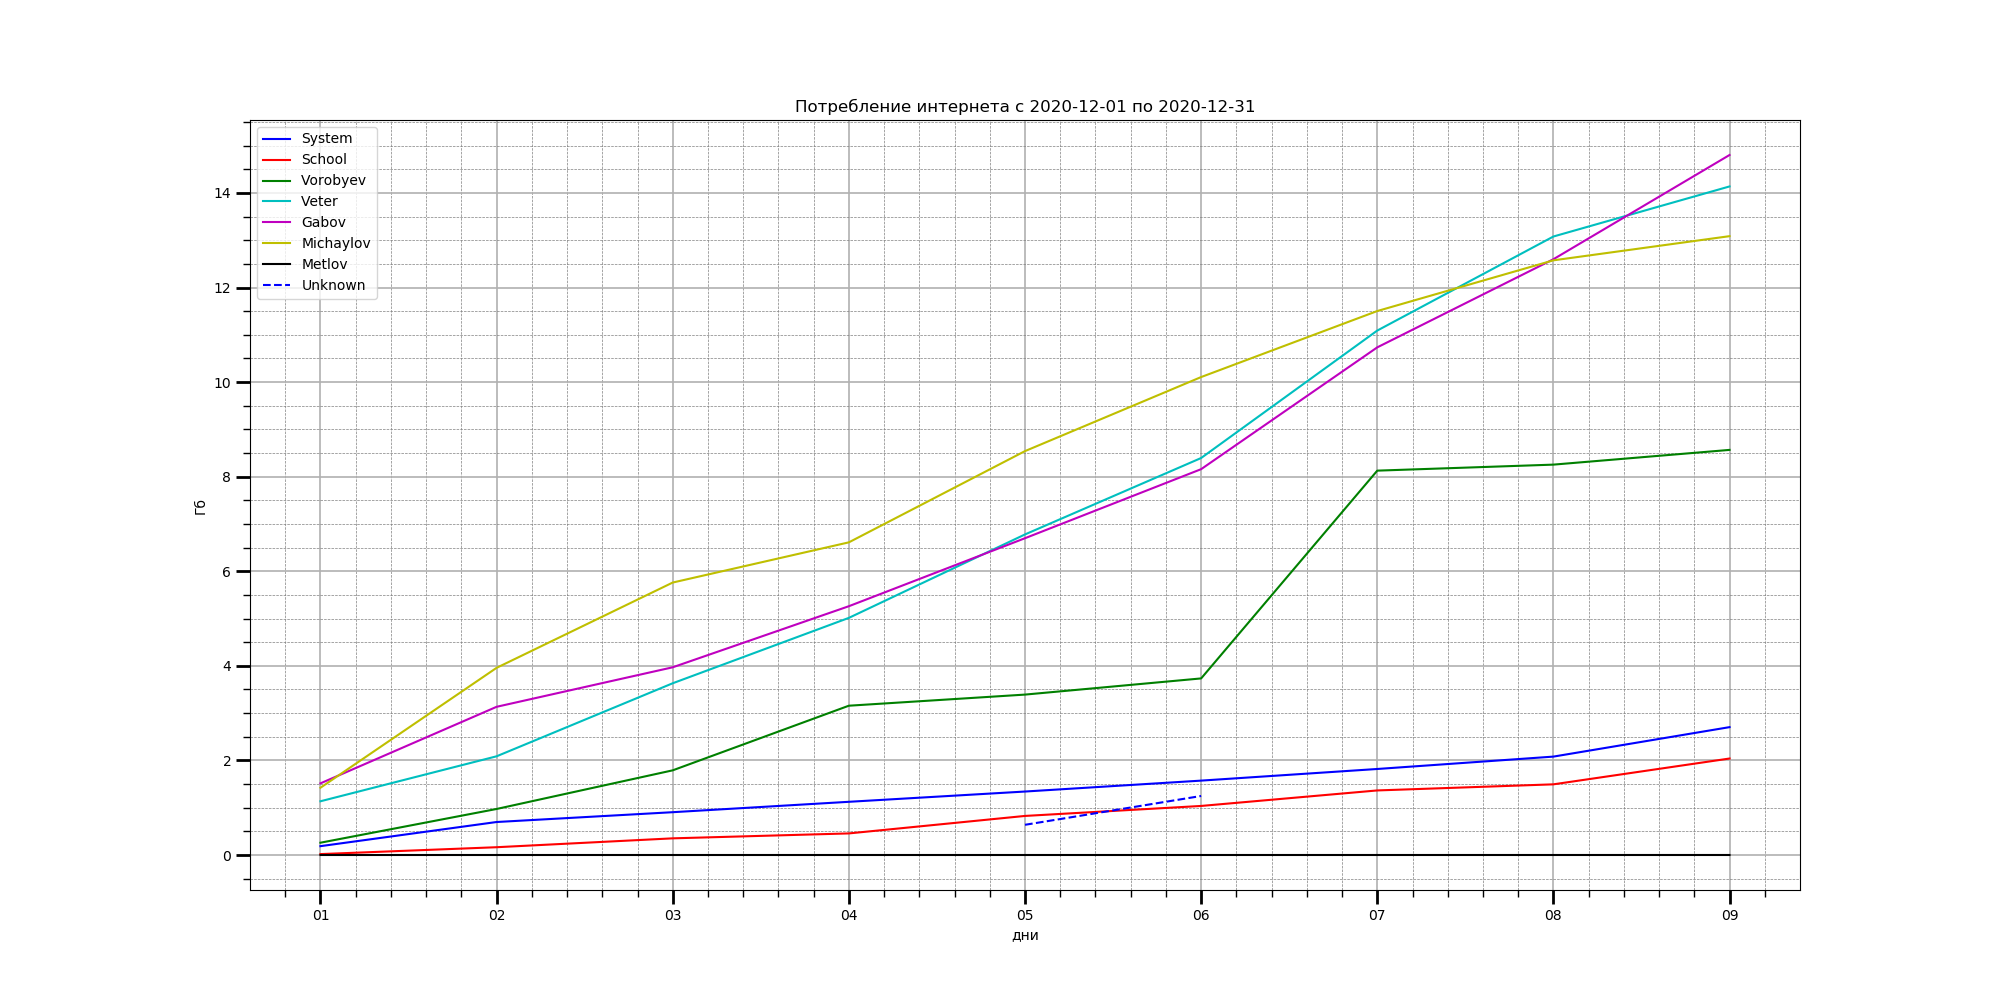 Потребление интернета с 2020-12-01 по 2020-12-31
System
School
Vorobyev
Veter
Gabov
Michaylov
Metlov
Unknown
14
12
10
8
6
4
2
0
Гб
01 02 03 04 05 06 07 08 09
дни